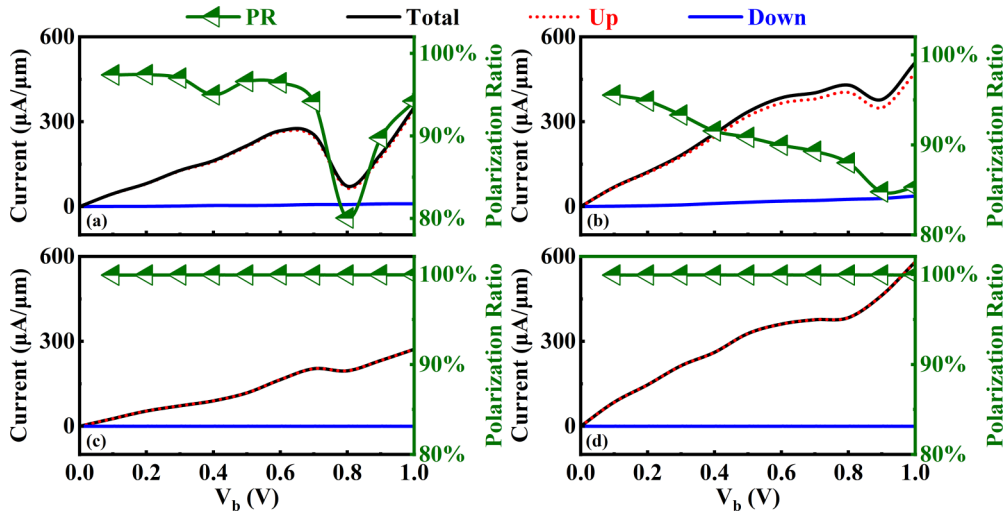 PR Total Up Down
600
300
0
Current (μA/μm)
(a)
100%
90%
80%
Polarization Ratio
600
300
0
Current (μA/μm)
(b)
100%
90%
80%
Polarization Ratio
600
300
0
Current (μA/μm)
(c)
100%
90%
80%
Polarization Ratio
0.0 0.2 0.4 0.6 0.8 1.0
V_b (V)
600
300
0
Current (μA/μm)
(d)
100%
90%
80%
Polarization Ratio
0.0 0.2 0.4 0.6 0.8 1.0
V_b (V)